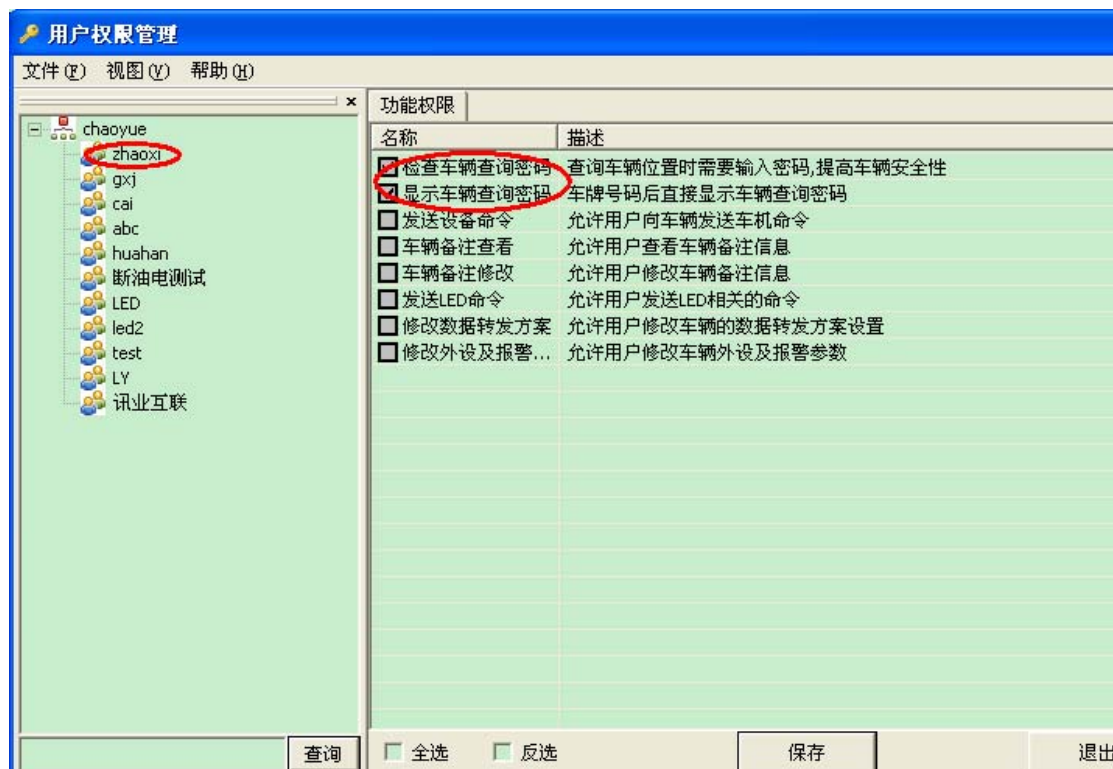 用户权限管理
文件(F) 视图(V) 帮助(H)
chaoyue
zhaoxi
gxj
cai
abc
huahan
断油电测试
LED
led2
test
LY
讯业互联
查询
功能权限
名称 描述
检查车辆查询密码 查询车辆位置时需要输入密码,提高车辆安全性
显示车辆查询密码 车牌号码后直接显示车辆查询密码
发送设备命令 允许用户向车辆发送车机命令
车辆备注查看 允许用户查看车辆备注信息
车辆备注修改 允许用户修改车辆备注信息
发送LED命令 允许用户发送LED相关的命令
修改数据转发方案 允许用户修改车辆的数据转发方案设置
修改外设及报警... 允许用户修改车辆外设及报警参数
全选 反选 保存 退出